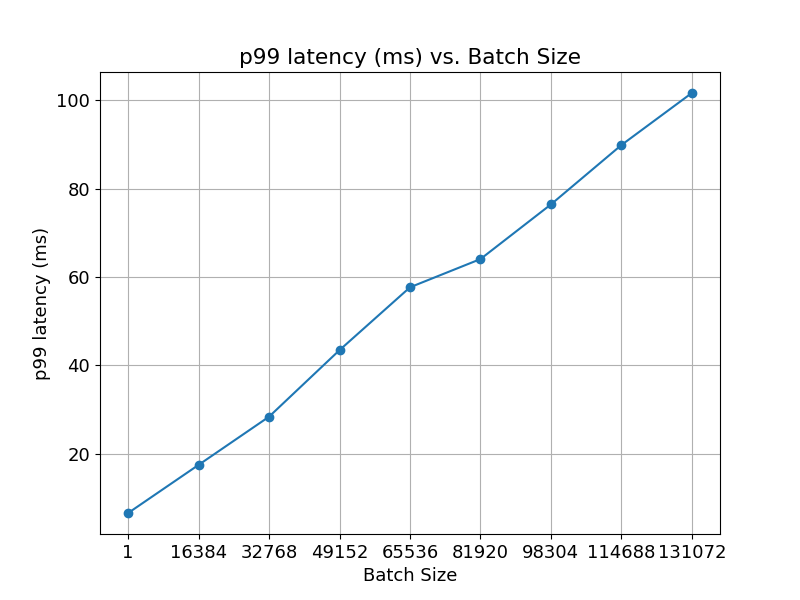 p99 latency (ms) vs. Batch Size
100
80
60
40
20
p99 latency (ms)
1 16384 32768 49152 65536 81920 98304 114688 131072
Batch Size